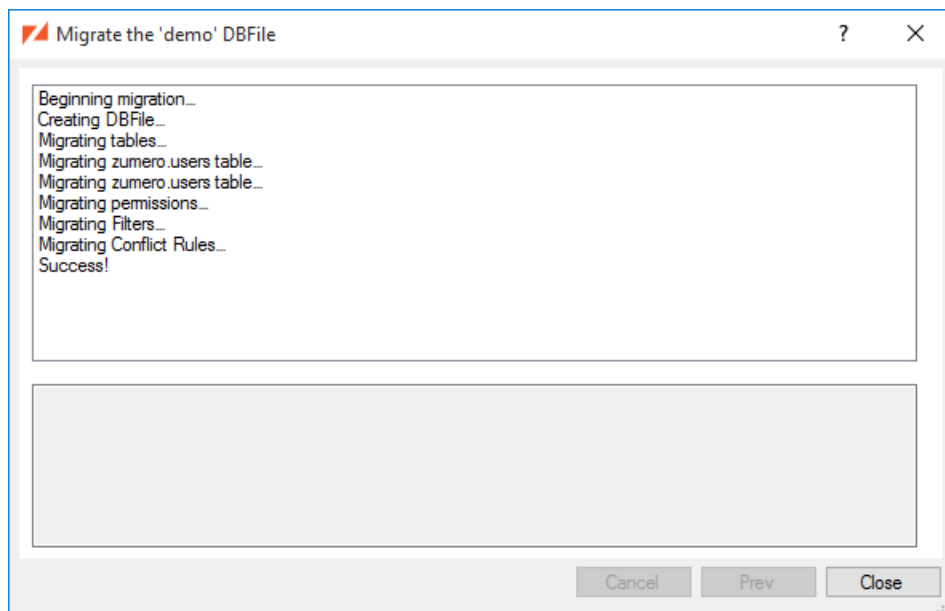 Migrate the 'demo' DBFile
?
Beginning migration...
Creating DBFile...
Migrating tables...
Migrating zumero.users table...
Migrating zumero.users table...
Migrating permissions...
Migrating Filters...
Migrating Conflict Rules...
Success!
Cancel Prev Close